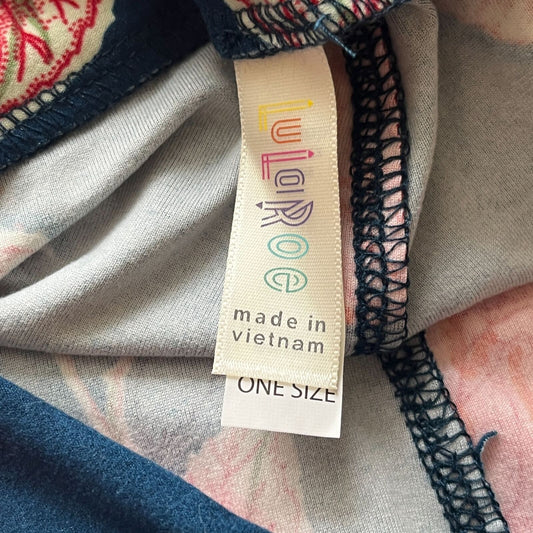 LuLaRoe
made in
vietnam
ONE SIZE